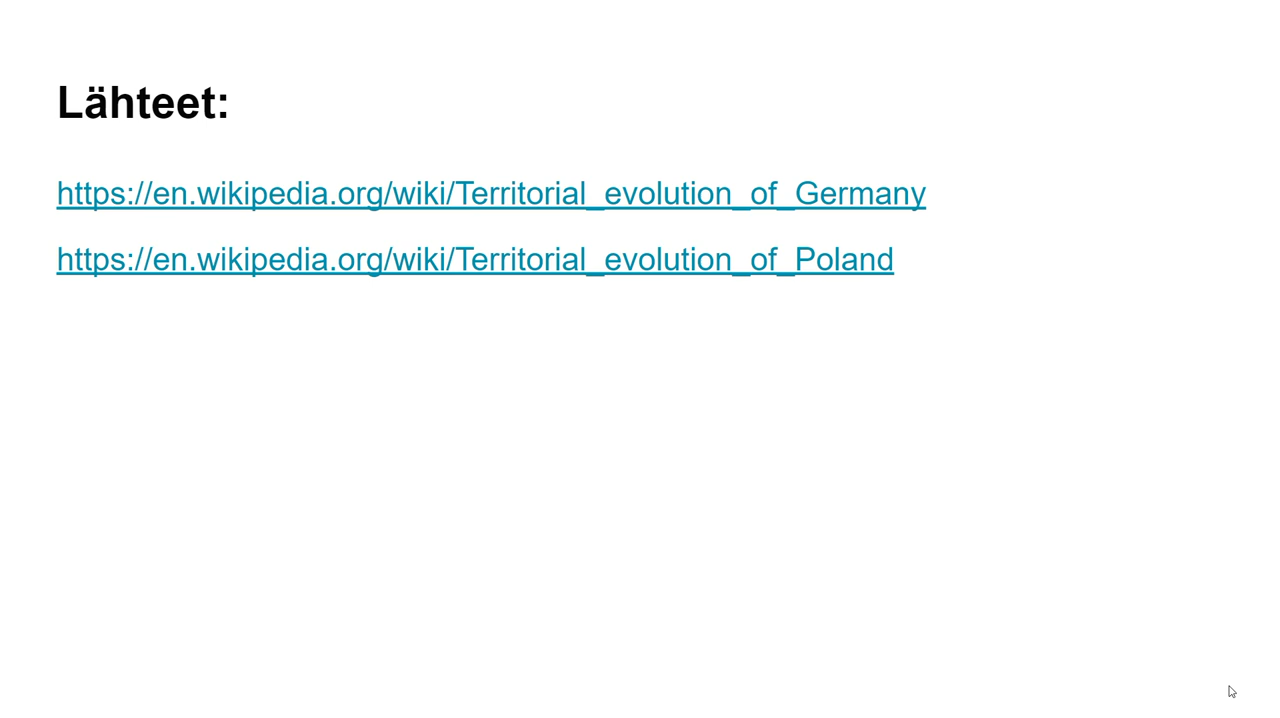 Lähteet:
https://en.wikipedia.org/wiki/Territorial_evolution_of_Germany
https://en.wikipedia.org/wiki/Territorial_evolution_of_Poland